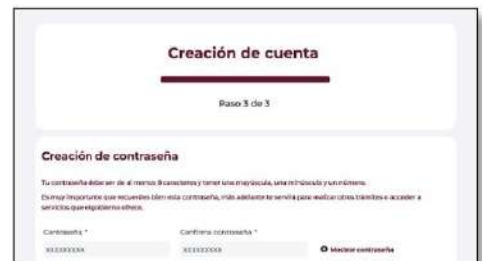 Creación de cuenta
Paso 3 de 3
Creación de contraseña
Tu contraseña debe ser de al menos 8 caracteres y tener una mayúscula, una minúscula y un número.
Es muy importante que recuerdes bien esta contraseña, más adelante te servirá para realizar otros trámites o acceder a
servicios que el gobierno ofrece.
Contraseña * Confirma contraseña *
XXXXXXXXX XXXXXXXXX Mostrar contraseña